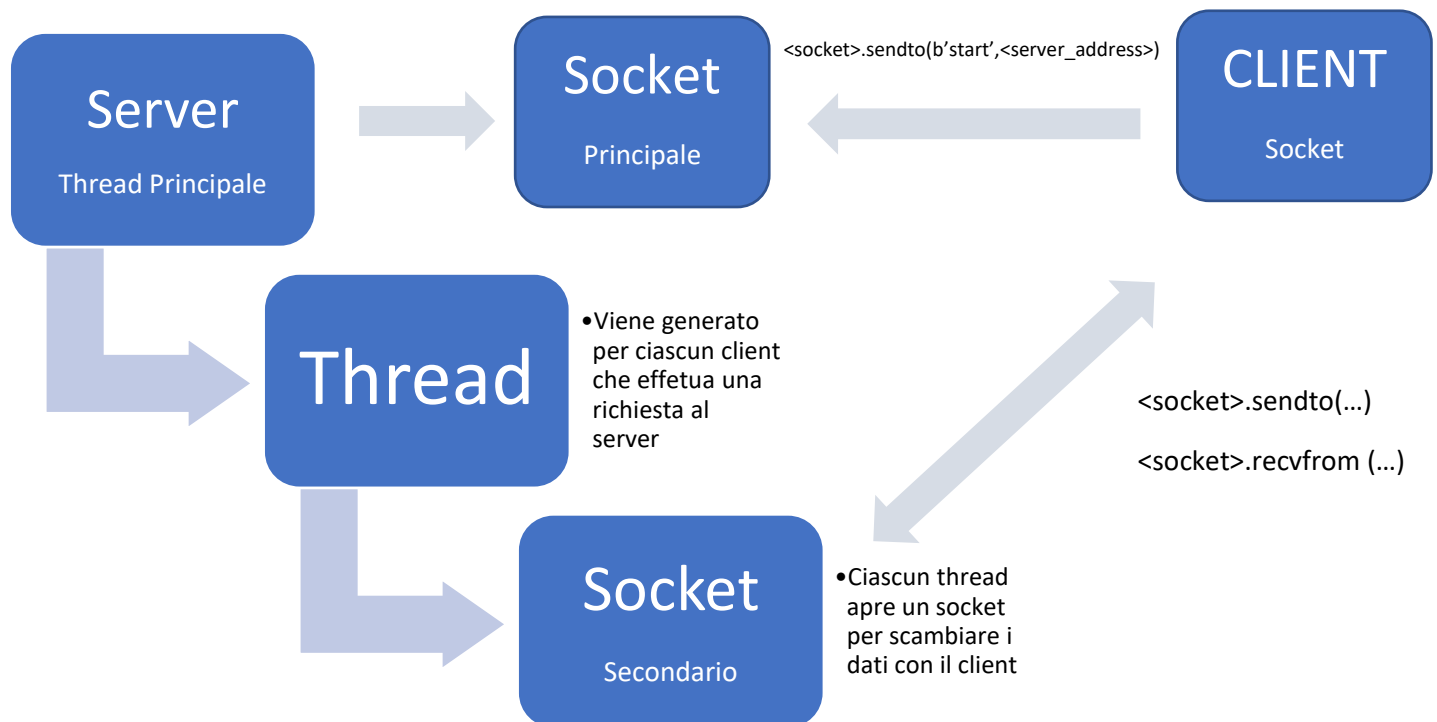 Server
Thread Principale
Socket
Principale
<socket>.sendto(b’start’,<server_address>)
CLIENT
Socket
Thread
•Viene generato
per ciascun client
che effetua una
richiesta al
server
<socket>.sendto(…)
<socket>.recvfrom (…)
Socket
Secondario
•Ciascun thread
apre un socket
per scambiare i
dati con il client